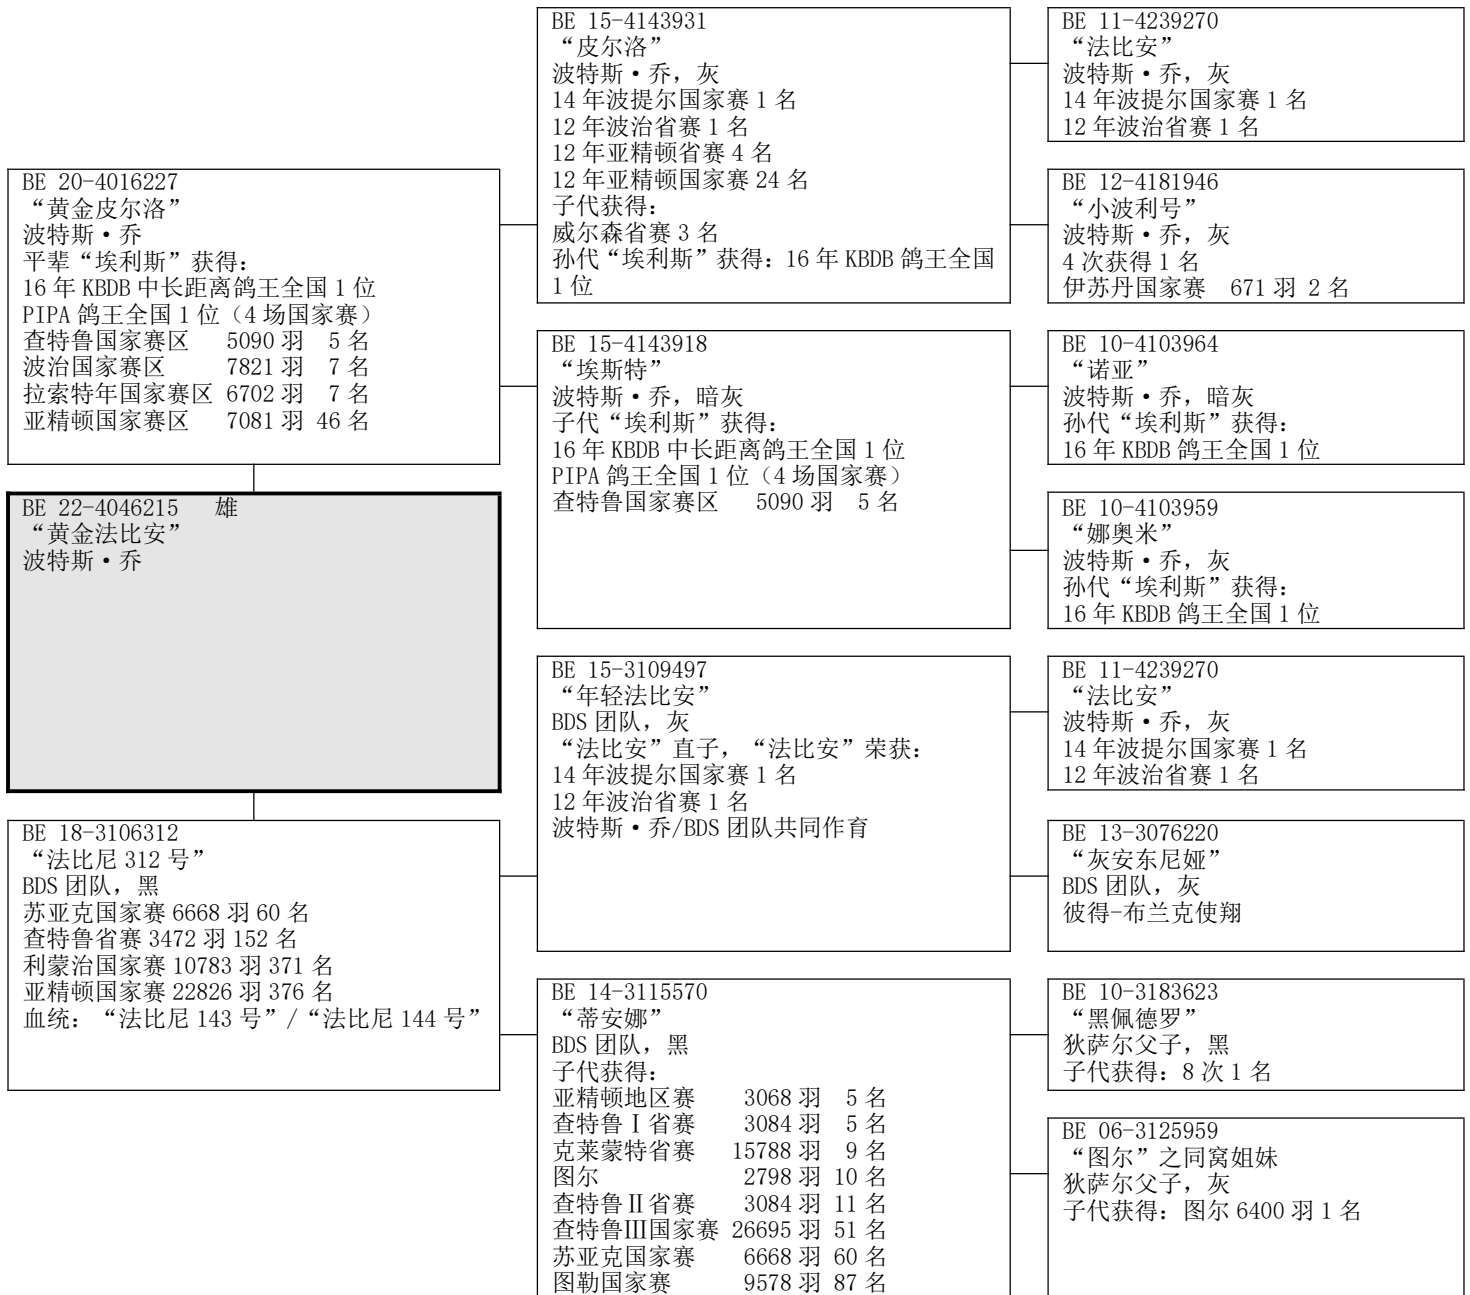 BE 20-4016227
“黄金皮尔洛”
波特斯·乔
平辈“埃利斯”获得：
16 年 KBDB 中长距离鸽王全国 1 位
PIPA 鸽王全国 1 位（4 场国家赛）
查特鲁国家赛区 5090 羽 5 名
波治国家赛区 7821 羽 7 名
拉索特年国家赛区 6702 羽 7 名
亚精顿国家赛区 7081 羽 46 名
BE 22-4046215 雄
“黄金法比安”
波特斯·乔
BE 18-3106312
“法比尼 312 号”
BDS 团队，黑
苏亚克国家赛 6668 羽 60 名
查特鲁省赛 3472 羽 152 名
利蒙治国家赛 10783 羽 371 名
亚精顿国家赛 22826 羽 376 名
血统：“法比尼 143 号”/“法比尼 144 号”
BE 15-4143931
“皮尔洛”
波特斯·乔，灰
14 年波提尔国家赛 1 名
12 年波治省赛 1 名
12 年亚精顿省赛 4 名
12 年亚精顿国家赛 24 名
子代获得：
威尔森省赛 3 名
孙代“埃利斯”获得：16 年 KBDB 鸽王全国
1 位
BE 15-4143918
“埃斯特”
波特斯·乔，暗灰
子代“埃利斯”获得：
16 年 KBDB 中长距离鸽王全国 1 位
PIPA 鸽王全国 1 位（4 场国家赛）
查特鲁国家赛区 5090 羽 5 名
BE 15-3109497
“年轻法比安”
BDS 团队，灰
“法比安”直子，“法比安”荣获：
14 年波提尔国家赛 1 名
12 年波治省赛 1 名
波特斯·乔/BDS 团队共同作育
BE 14-3115570
“蒂安娜”
BDS 团队，黑
子代获得：
亚精顿地区赛 3068 羽 5 名
查特鲁Ⅰ省赛 3084 羽 5 名
克莱蒙特省赛 15788 羽 9 名
图尔 2798 羽 10 名
查特鲁Ⅱ省赛 3084 羽 11 名
查特鲁Ⅲ国家赛 26695 羽 51 名
苏亚克国家赛 6668 羽 60 名
图勒国家赛 9578 羽 87 名
BE 11-4239270
“法比安”
波特斯·乔，灰
14 年波提尔国家赛 1 名
12 年波治省赛 1 名
BE 12-4181946
“小波利号”
波特斯·乔，灰
4 次获得 1 名
伊苏丹国家赛 671 羽 2 名
BE 10-4103964
“诺亚”
波特斯·乔，暗灰
孙代“埃利斯”获得：
16 年 KBDB 鸽王全国 1 位
BE 10-4103959
“娜奥米”
波特斯·乔，灰
孙代“埃利斯”获得：
16 年 KBDB 鸽王全国 1 位
BE 11-4239270
“法比安”
波特斯·乔，灰
14 年波提尔国家赛 1 名
12 年波治省赛 1 名
BE 13-3076220
“灰安东尼娅”
BDS 团队，灰
彼得-布兰克使翔
BE 10-3183623
“黑佩德罗”
狄萨尔父子，黑
子代获得：8 次 1 名
BE 06-3125959
“图尔”之同窝姐妹
狄萨尔父子，灰
子代获得：图尔 6400 羽 1 名